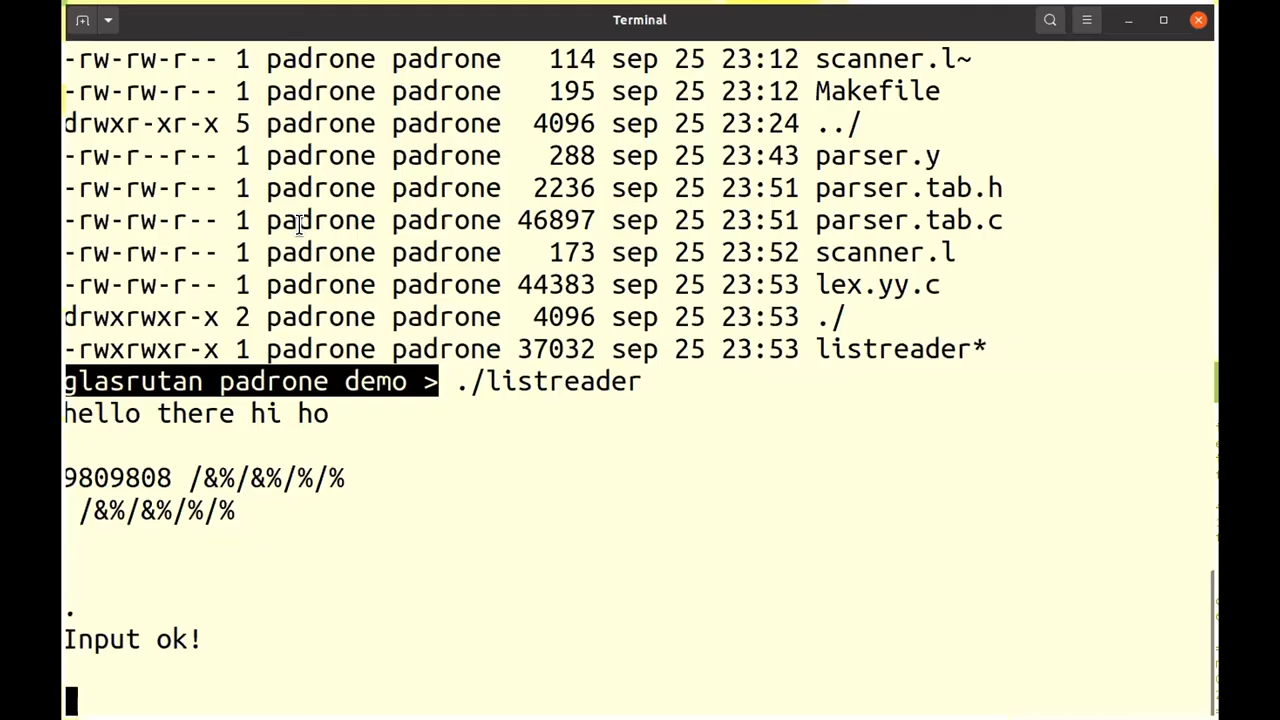 Terminal
-rw-rw-r-- 1 padrone padrone   114 sep 25 23:12 scanner.l~
-rw-rw-r-- 1 padrone padrone   195 sep 25 23:12 Makefile
drwxr-xr-x 5 padrone padrone  4096 sep 25 23:24 ../
-rw-r--r-- 1 padrone padrone   288 sep 25 23:43 parser.y
-rw-rw-r-- 1 padrone padrone  2236 sep 25 23:51 parser.tab.h
-rw-rw-r-- 1 padrone padrone 46897 sep 25 23:51 parser.tab.c
-rw-rw-r-- 1 padrone padrone   173 sep 25 23:52 scanner.l
-rw-rw-r-- 1 padrone padrone 44383 sep 25 23:53 lex.yy.c
drwxrwxr-x 2 padrone padrone  4096 sep 25 23:53 ./
-rwxrwxr-x 1 padrone padrone 37032 sep 25 23:53 listreader*
glasrutan padrone demo > ./listreader
hello there hi ho
9809808 /&%/&%/%/%
/&%/&%/%/%
.
Input ok!